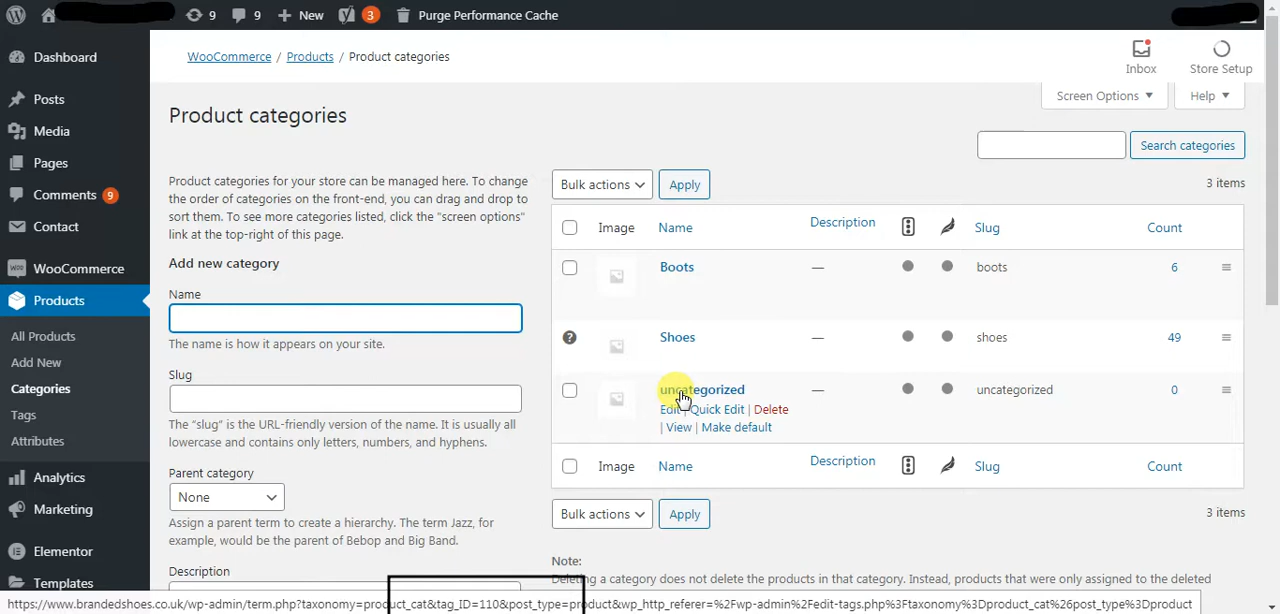 9 9 New 3 Purge Performance Cache
Dashboard
Posts
Media
Pages
Comments 9
Contact
WooCommerce
Products
All Products
Add New
Categories
Tags
Attributes
Analytics
Marketing
Elementor
Templates
WooCommerce / Products / Product categories
Inbox
Store Setup
Screen Options
Help
Product categories
Search categories
Product categories for your store can be managed here. To change
the order of categories on the front-end, you can drag and drop to
sort them. To see more categories listed, click the "screen options"
link at the top-right of this page.
Add new category
Name
The name is how it appears on your site.
Slug
The "slug" is the URL-friendly version of the name. It is usually all
lowercase and contains only letters, numbers, and hyphens.
Parent category
None
Assign a parent term to create a hierarchy. The term Jazz, for
example, would be the parent of Bebop and Big Band.
Description
Bulk actions Apply 3 items
Image Name Description Slug Count
Boots — boots 6
Shoes — shoes 49
uncategorized — uncategorized 0
Edit | Quick Edit | Delete
| View | Make default
Image Name Description Slug Count
Bulk actions Apply 3 items
Note:
Deleting a category does not delete the products in that category. Instead, products that were only assigned to the deleted
https://www.brandedshoes.co.uk/wp-admin/term.php?taxonomy=product_cat&tag_ID=110&post_type=product&wp_http_referer=%2Fwp-admin%2Fedit-tags.php%3Ftaxonomy%3Dproduct_cat%26post_type%3Dproduct